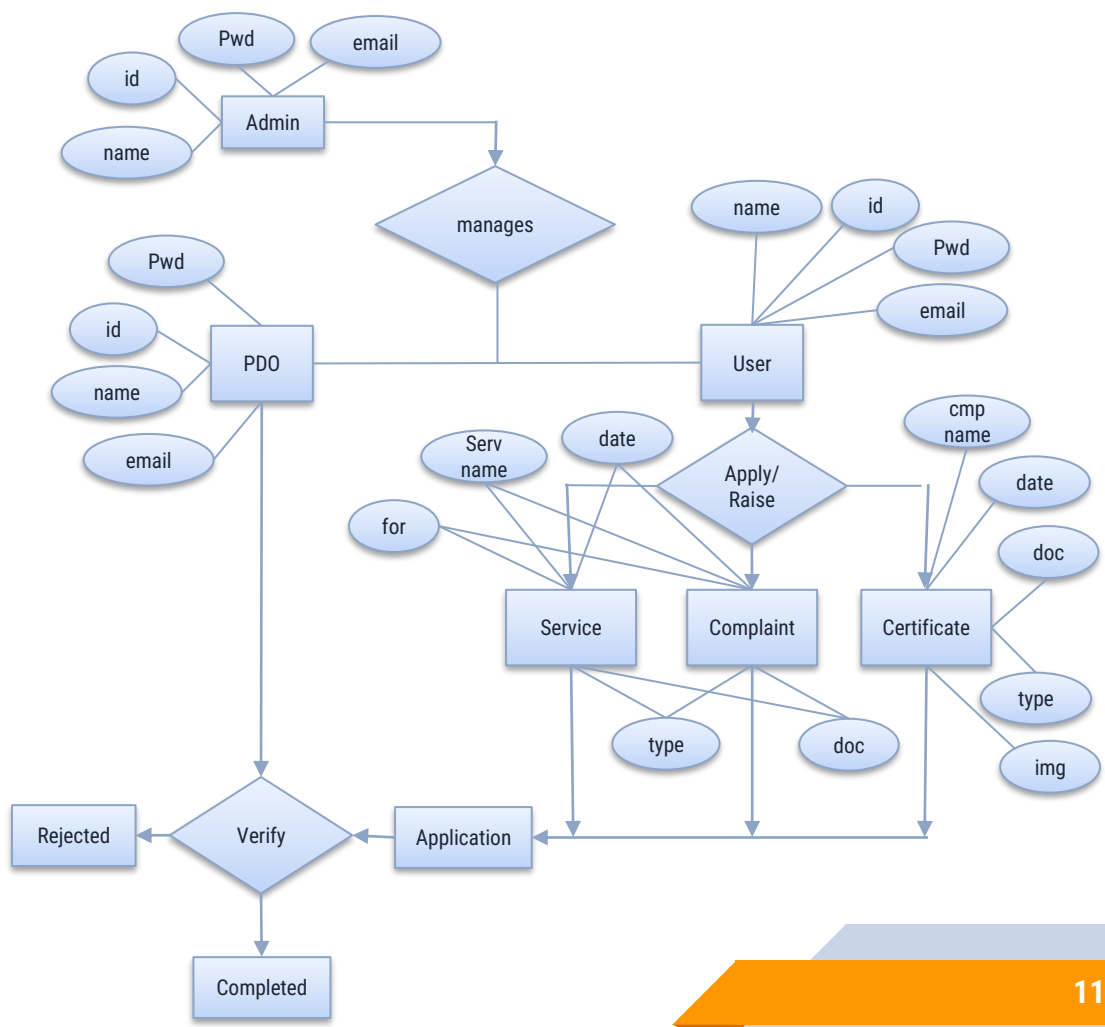 Pwd
email
id
Admin
name
manages
name
id
Pwd
Pwd
email
id
PDO
User
name
cmp
name
Serv
name
date
email
Apply/
Raise
date
for
doc
Service
Complaint
Certificate
type
type
doc
img
Rejected
Verify
Application
Completed
11